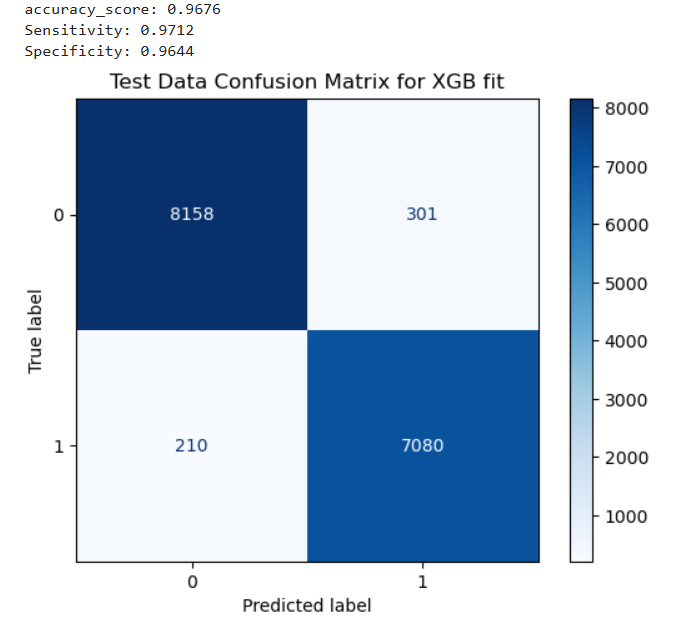 accuracy_score: 0.9676
Sensitivity: 0.9712
Specificity: 0.9644
Test Data Confusion Matrix for XGB fit
8000
7000
6000
5000
4000
3000
2000
1000
0
8158
301
True label
1
210
7080
0
1
Predicted label